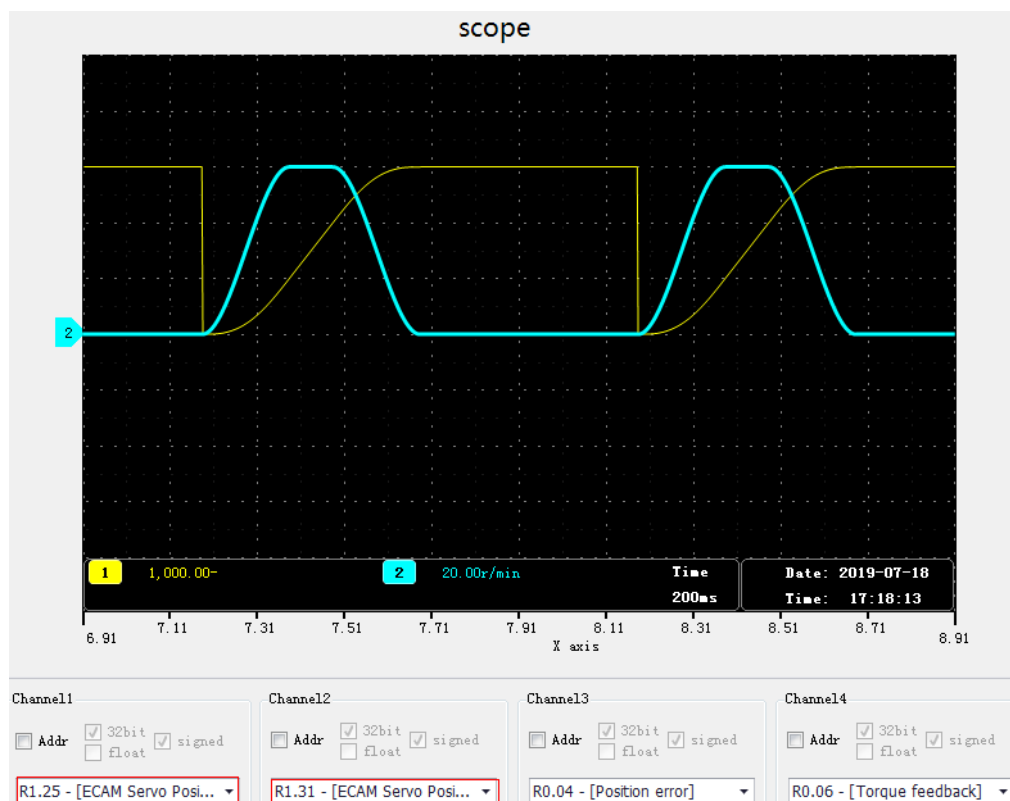 scope
2
1 1,000.00- 2 20.00r/min Time Date: 2019-07-18
200ms Time: 17:18:13
6.91 7.11 7.31 7.51 7.71 7.91 8.11 8.31 8.51 8.71 8.91
X axis
Channel1 Channel2 Channel3 Channel4
Addr 32bit signed Addr 32bit signed Addr 32bit signed Addr 32bit signed
float float float float
R1.25 - [ECAM Servo Posi... R1.31 - [ECAM Servo Posi... R0.04 - [Position error] R0.06 - [Torque feedback]